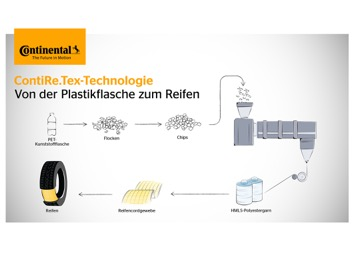 Continental
The Future in Motion
ContiRe.Tex-Technologie
Von der Plastikflasche zum Reifen
PET-
Kunststoffflasche
Flocken
Chips
Reifen
Reifencordgewebe
HMLS-Polyestergarn